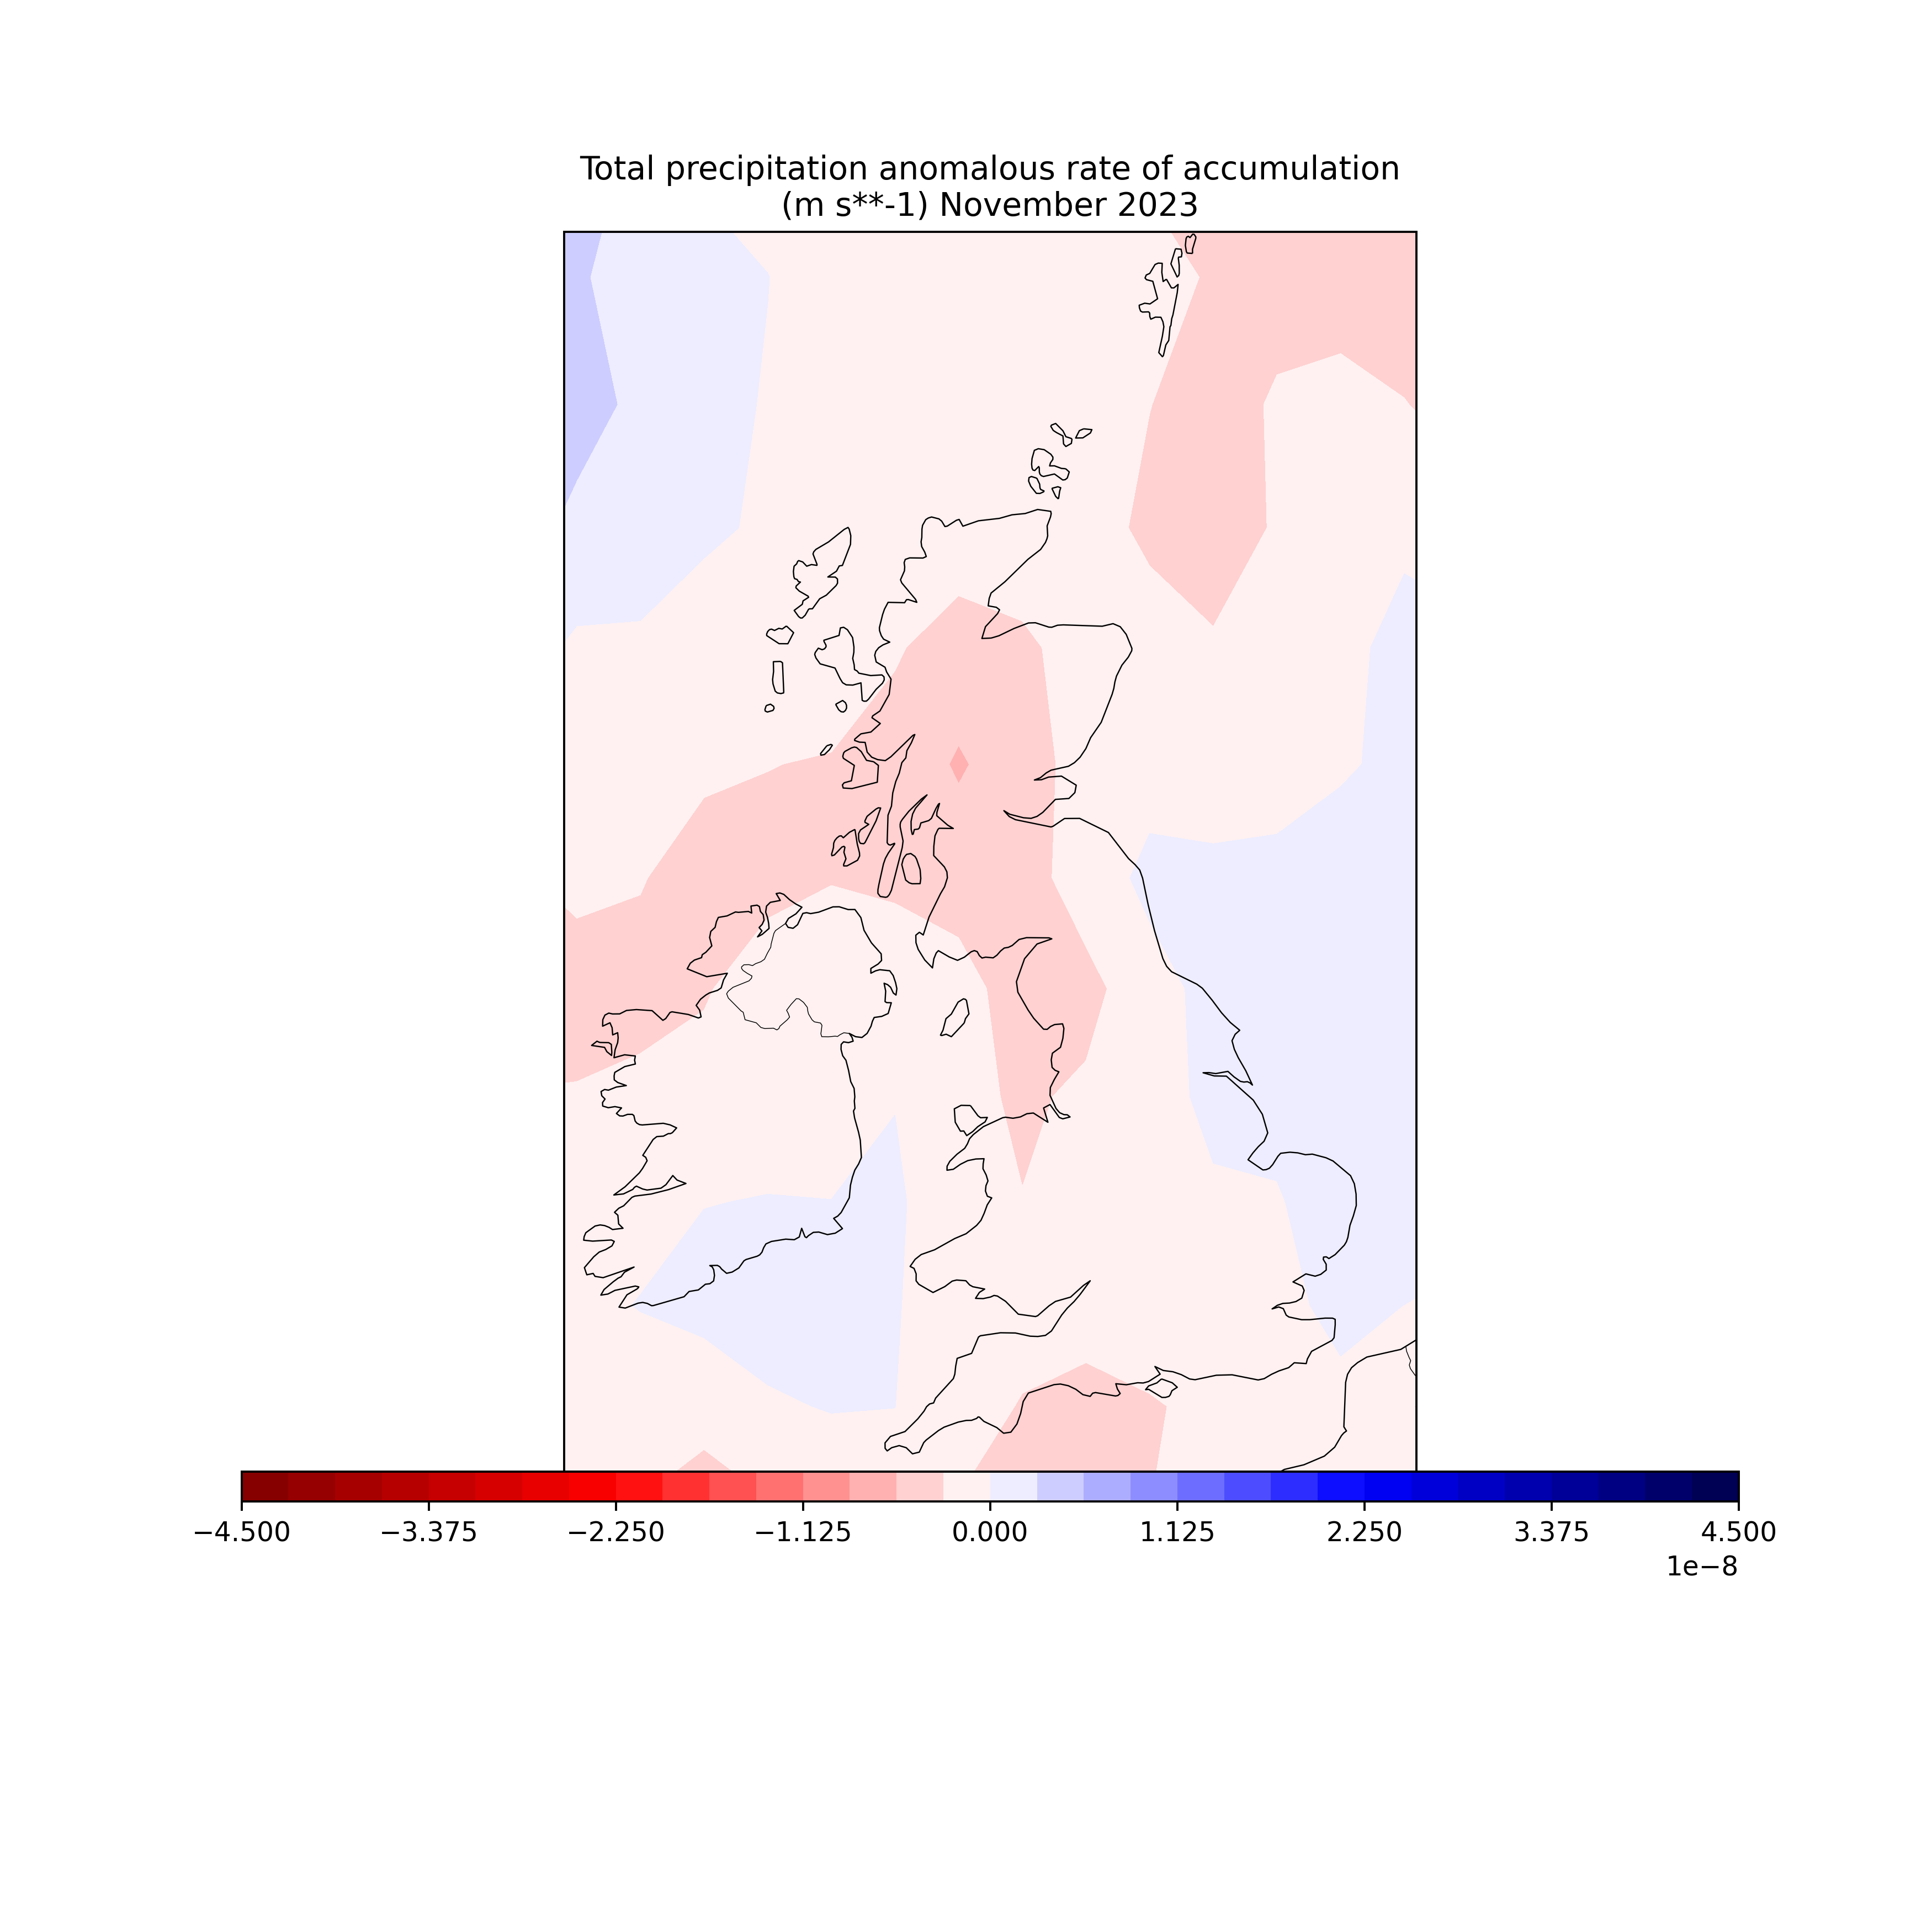 Total precipitation anomalous rate of accumulation
(m s**-1) November 2023
−4.500 −3.375 −2.250 −1.125 0.000 1.125 2.250 3.375 4.500
1e−8